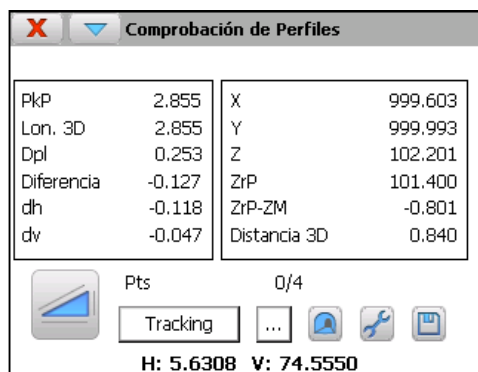 Comprobación de Perfiles
PkP 2.855
Lon. 3D 2.855
Dpl 0.253
Diferencia -0.127
dh -0.118
dv -0.047
X 999.603
Y 999.993
Z 102.201
ZrP 101.400
ZrP-ZM -0.801
Distancia 3D 0.840
Pts 0/4
Tracking ...
H: 5.6308 V: 74.5550